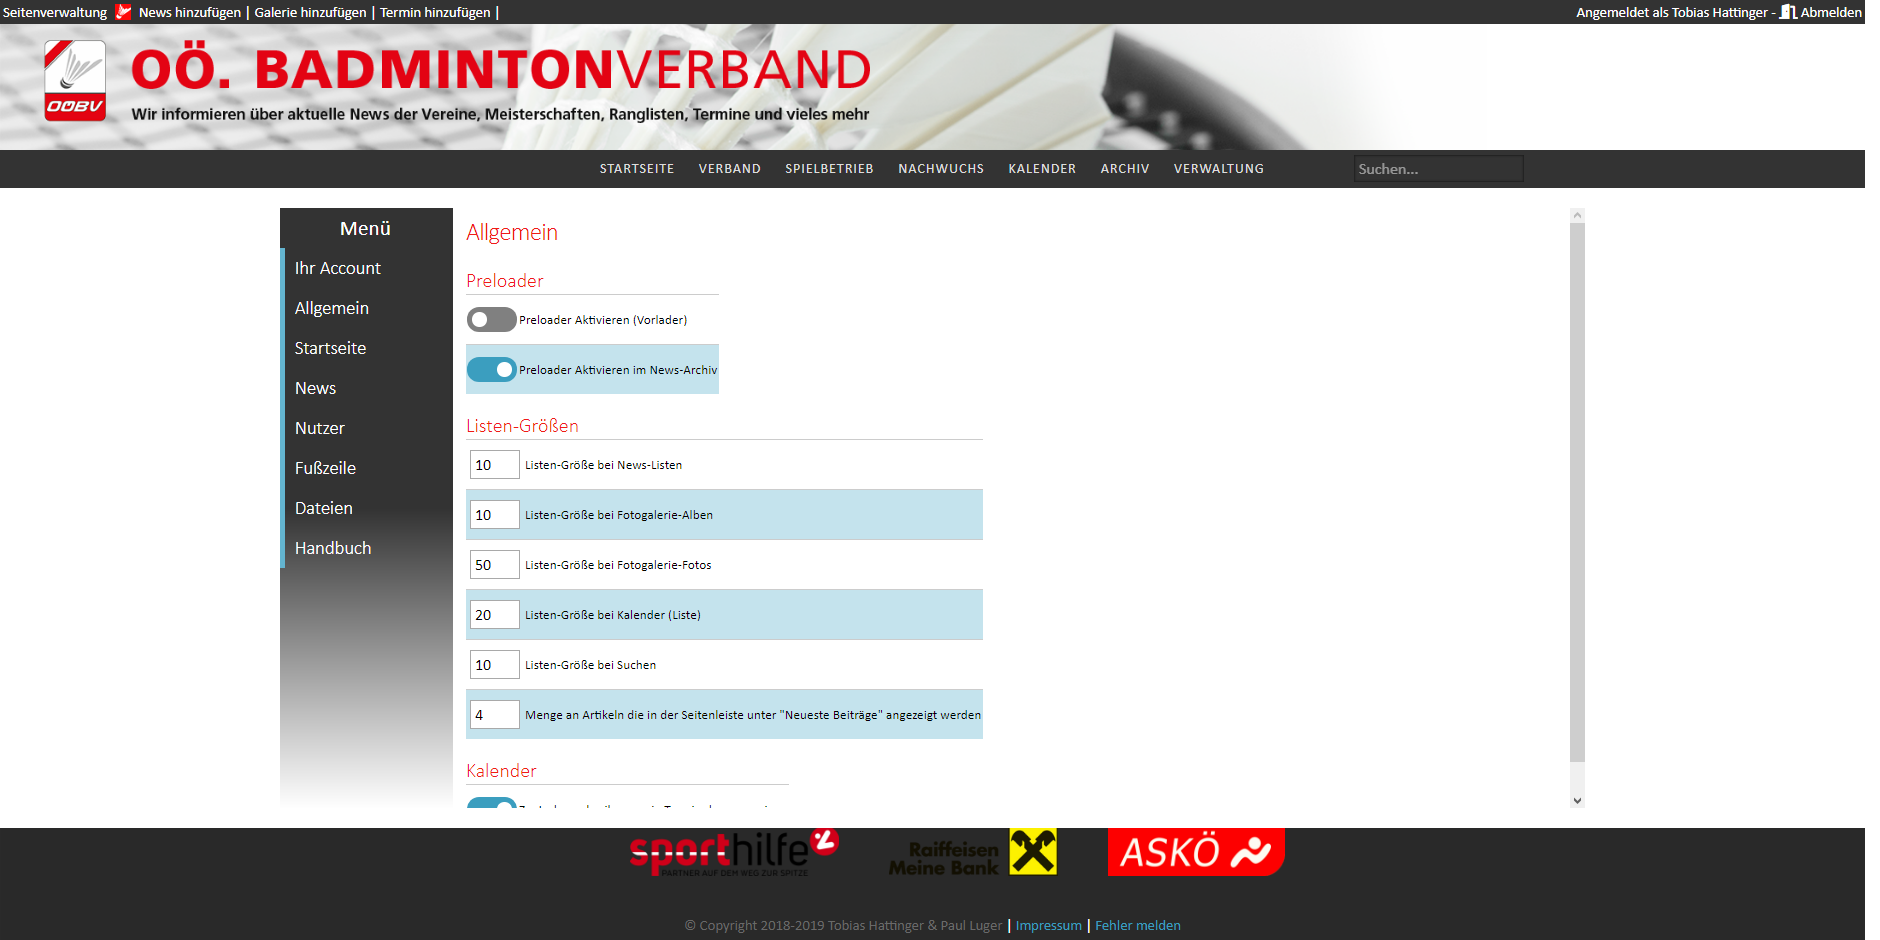 Seitenverwaltung News hinzufügen | Galerie hinzufügen | Termin hinzufügen |
Angemeldet als Tobias Hattinger - Abmelden
OÖ. BADMINTONVERBAND
OÖBV
Wir informieren über aktuelle News der Vereine, Meisterschaften, Ranglisten, Termine und vieles mehr
STARTSEITE VERBAND SPIELBETRIEB NACHWUCHS KALENDER ARCHIV VERWALTUNG Suchen...
Menü
Ihr Account
Allgemein
Startseite
News
Nutzer
Fußzeile
Dateien
Handbuch
Allgemein
Preloader
Preloader Aktivieren (Vorlader)
Preloader Aktivieren im News-Archiv
Listen-Größen
10 Listen-Größe bei News-Listen
10 Listen-Größe bei Fotogalerie-Alben
50 Listen-Größe bei Fotogalerie-Fotos
20 Listen-Größe bei Kalender (Liste)
10 Listen-Größe bei Suchen
4 Menge an Artikeln die in der Seitenleiste unter "Neueste Beiträge" angezeigt werden
Kalender
sporthilfe
PARTNER AUF DEM WEG ZUR SPITZE
Raiffeisen
Meine Bank
ASKÖ
© Copyright 2018-2019 Tobias Hattinger & Paul Luger | Impressum | Fehler melden